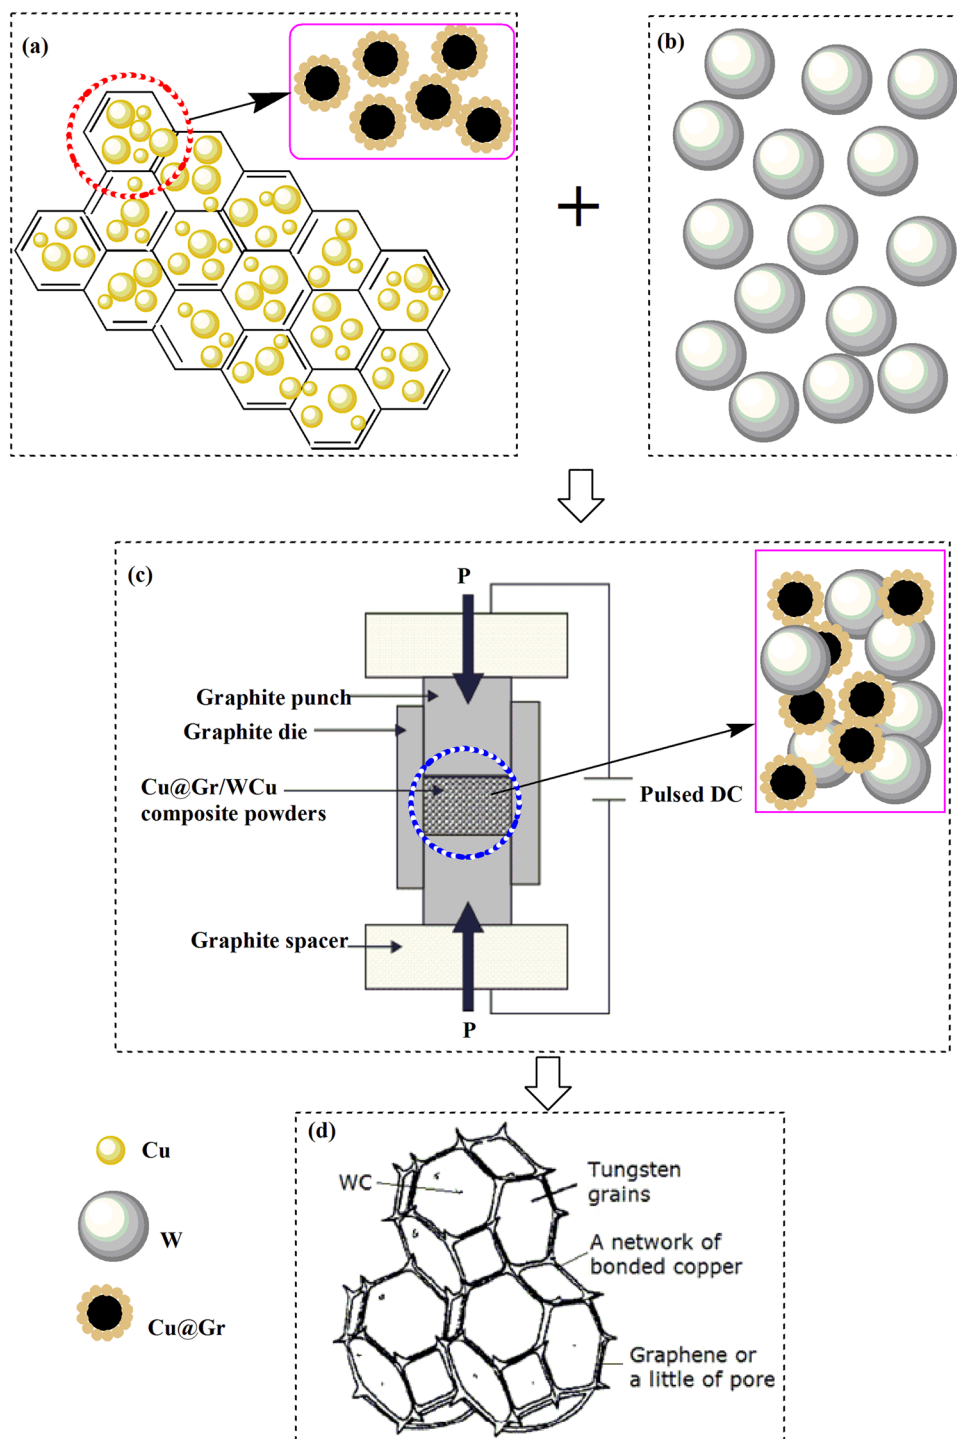 (a)
(b)
+
(c)
P
Graphite punch
Graphite die
Cu@Gr/WCu
composite powders
Pulsed DC
Graphite spacer
P
(d)
WC
Tungsten
grains
A network of
bonded copper
Graphene or
a little of pore
Cu
W
Cu@Gr